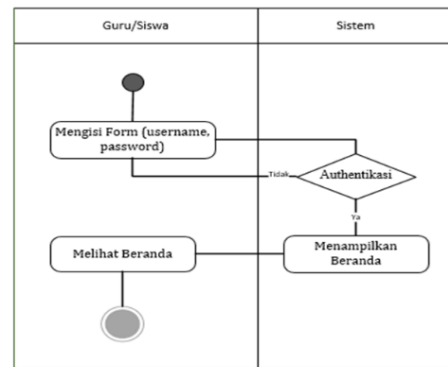 Guru/Siswa
Sistem
Mengisi Form (username,
password)
Tidak
Authentikasi
Ya
Melihat Beranda
Menampilkan
Beranda